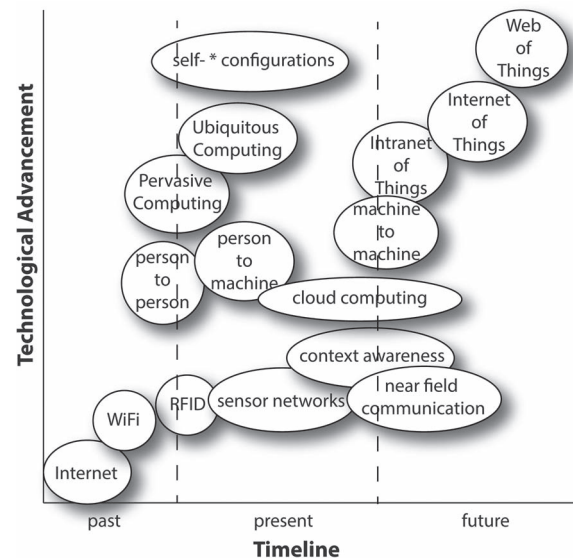 Web
of
Things
self- * configurations
Internet
of
Things
Ubiquitous
Computing
Intranet
of
Things
Pervasive
Computing
machine
to
machine
person
to
machine
person
to
person
cloud computing
context awareness
near field
communication
sensor networks
RFID
WiFi
Internet
Technological Advancement
past
present
future
Timeline